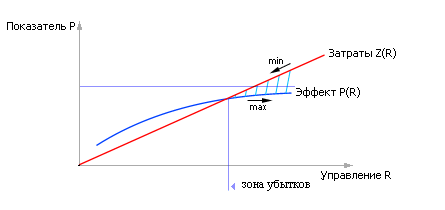 Показатель P
Затраты Z(R)
min
Эффект P(R)
max
Управление R
зона убытков